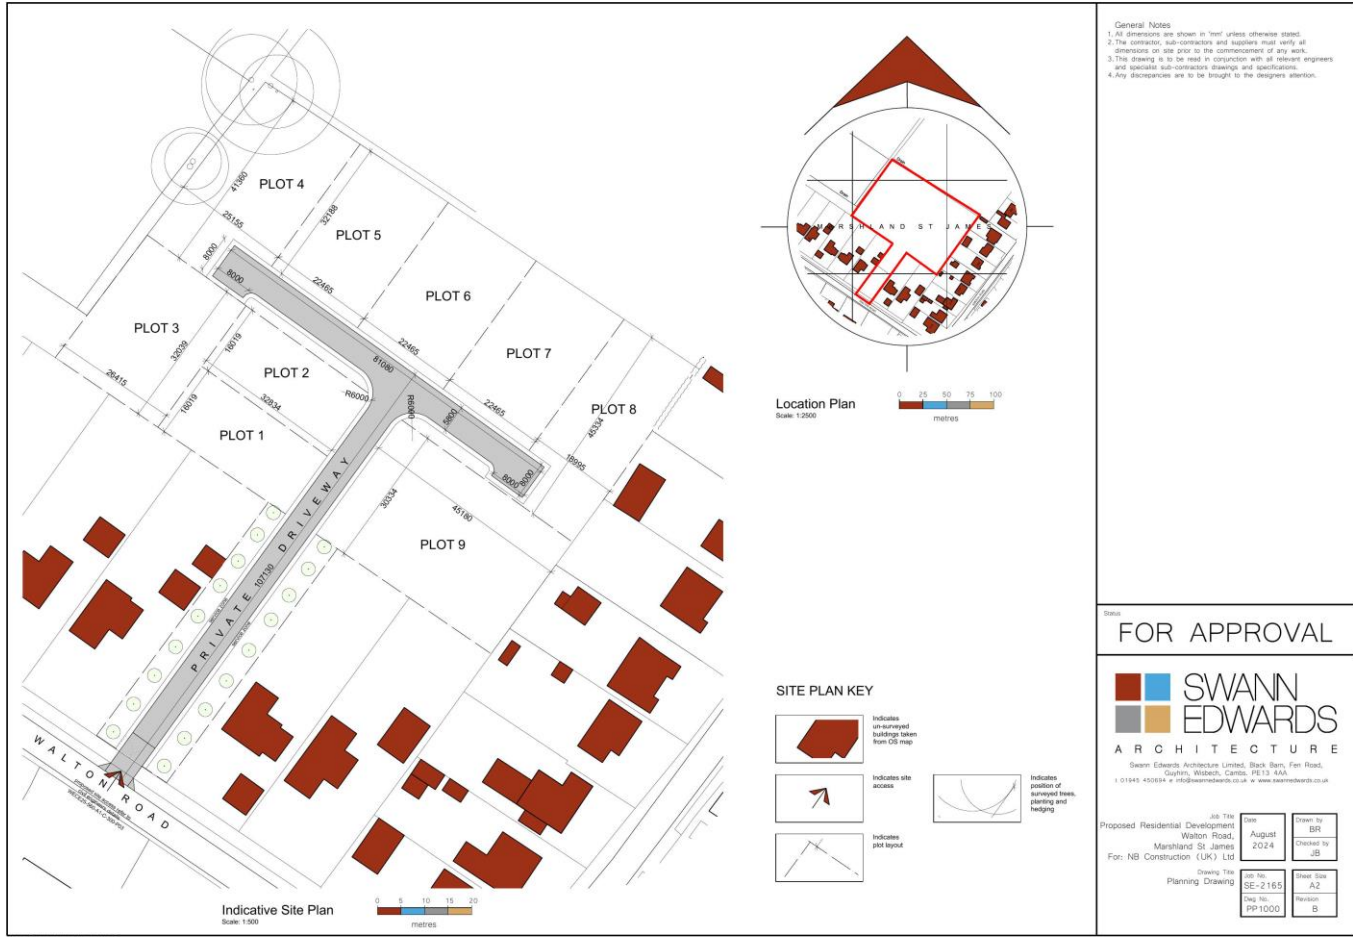 General Notes
1. All dimensions are shown in 'mm' unless otherwise stated.
2. The contractor, sub-contractors and suppliers must verify all
dimensions on site prior to the commencement of any work.
3. This drawing is to be read in conjunction with all relevant engineers
and specialist sub-contractors drawings and specifications.
4. Any discrepancies are to be brought to the designers attention.
PLOT 4
41360
25155
32188
PLOT 5
8000
8000
22465
PLOT 6
PLOT 3
32039
16019
26415
PLOT 2
81080
22465
PLOT 7
R6000
R6000
32834
16019
5800
22465
PLOT 8
45334
PLOT 1
18995
8000
8000
30334
45180
PLOT 9
PRIVATE DRIVEWAY
107130
service zone
service zone
WALTON ROAD
proposed site access refer to
Indicative Site Plan
Scale: 1:500
0 5 10 15 20
metres
Drain
Drain
MARSHLAND ST JAMES
Location Plan
Scale: 1:2500
0 25 50 75 100
metres
SITE PLAN KEY
Indicates
un-surveyed
buildings taken
from OS map
Indicates site
access
Indicates
position of
surveyed trees,
planting and
hedging
Indicates
plot layout
Status
FOR APPROVAL
SWANN
EDWARDS
ARCHITECTURE
Swann Edwards Architecture Limited, Black Barn, Fen Road,
Guyhirn, Wisbech, Cambs. PE13 4AA
t 01945 450694 e info@swannedwards.co.uk w www.swannedwards.co.uk
Job Title
Proposed Residential Development
Walton Road,
Marshland St James
For: NB Construction (UK) Ltd
Date
August
2024
Drawn by
BR
Checked by
JB
Drawing Title
Planning Drawing
Job No.
SE-2165
Sheet Size
A2
Dwg No.
PP1000
Revision
B